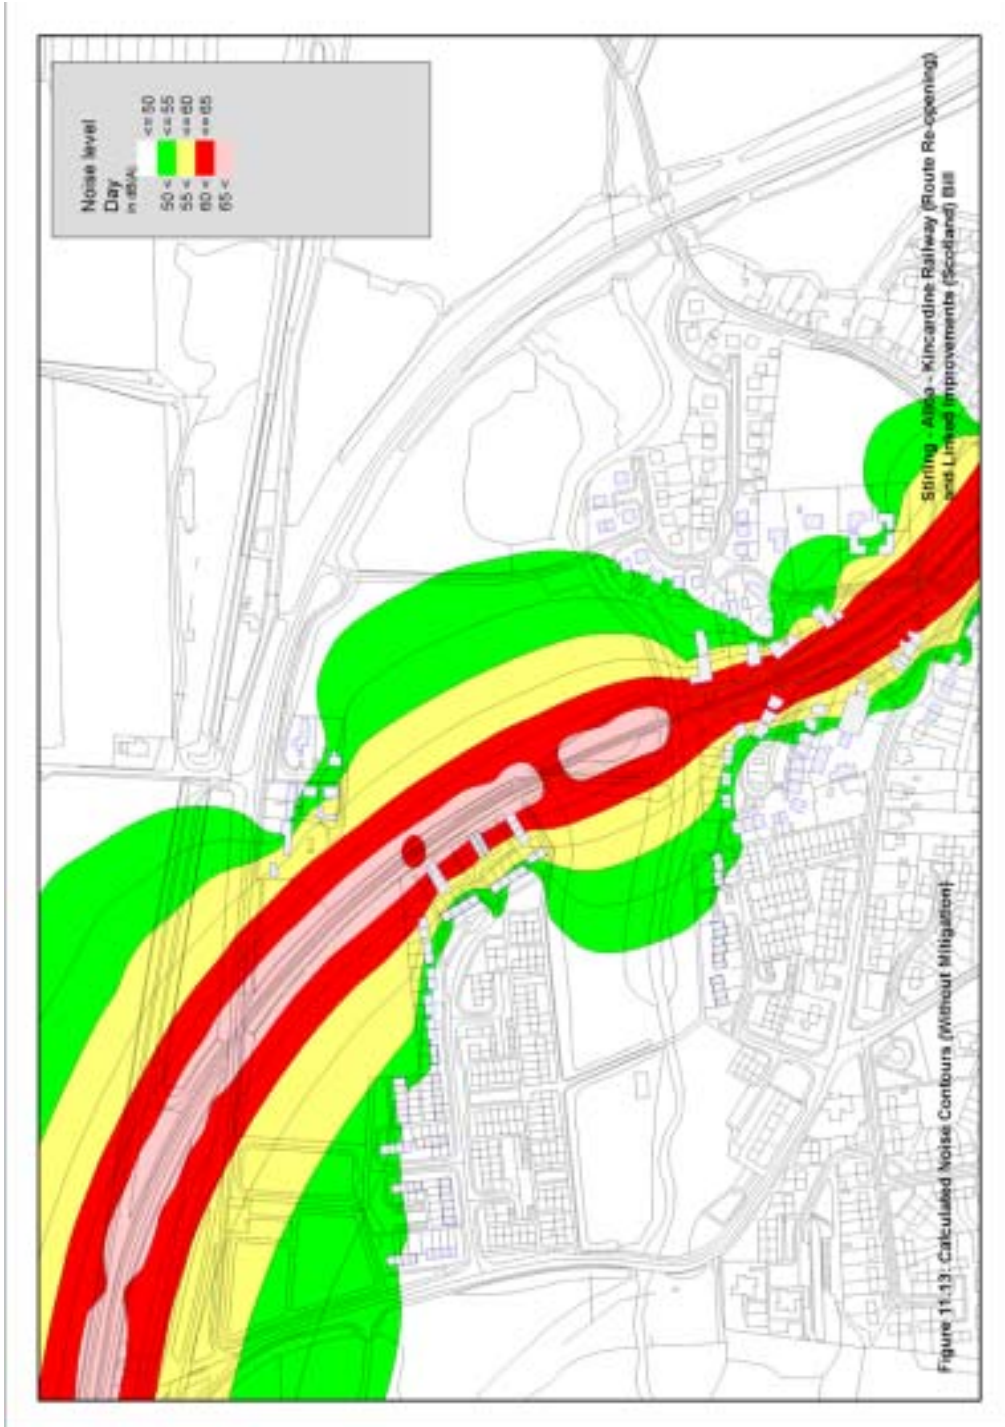 Noise level
Day
in dB(A)
<= 50
50 < <= 55
55 < <= 60
60 < <= 65
65 <
Stirling - Alloa - Kincardine Railway (Route Re-opening)
and Linked Improvements (Scotland) Bill
Figure 11.13: Calculated Noise Contours (Without Mitigation)